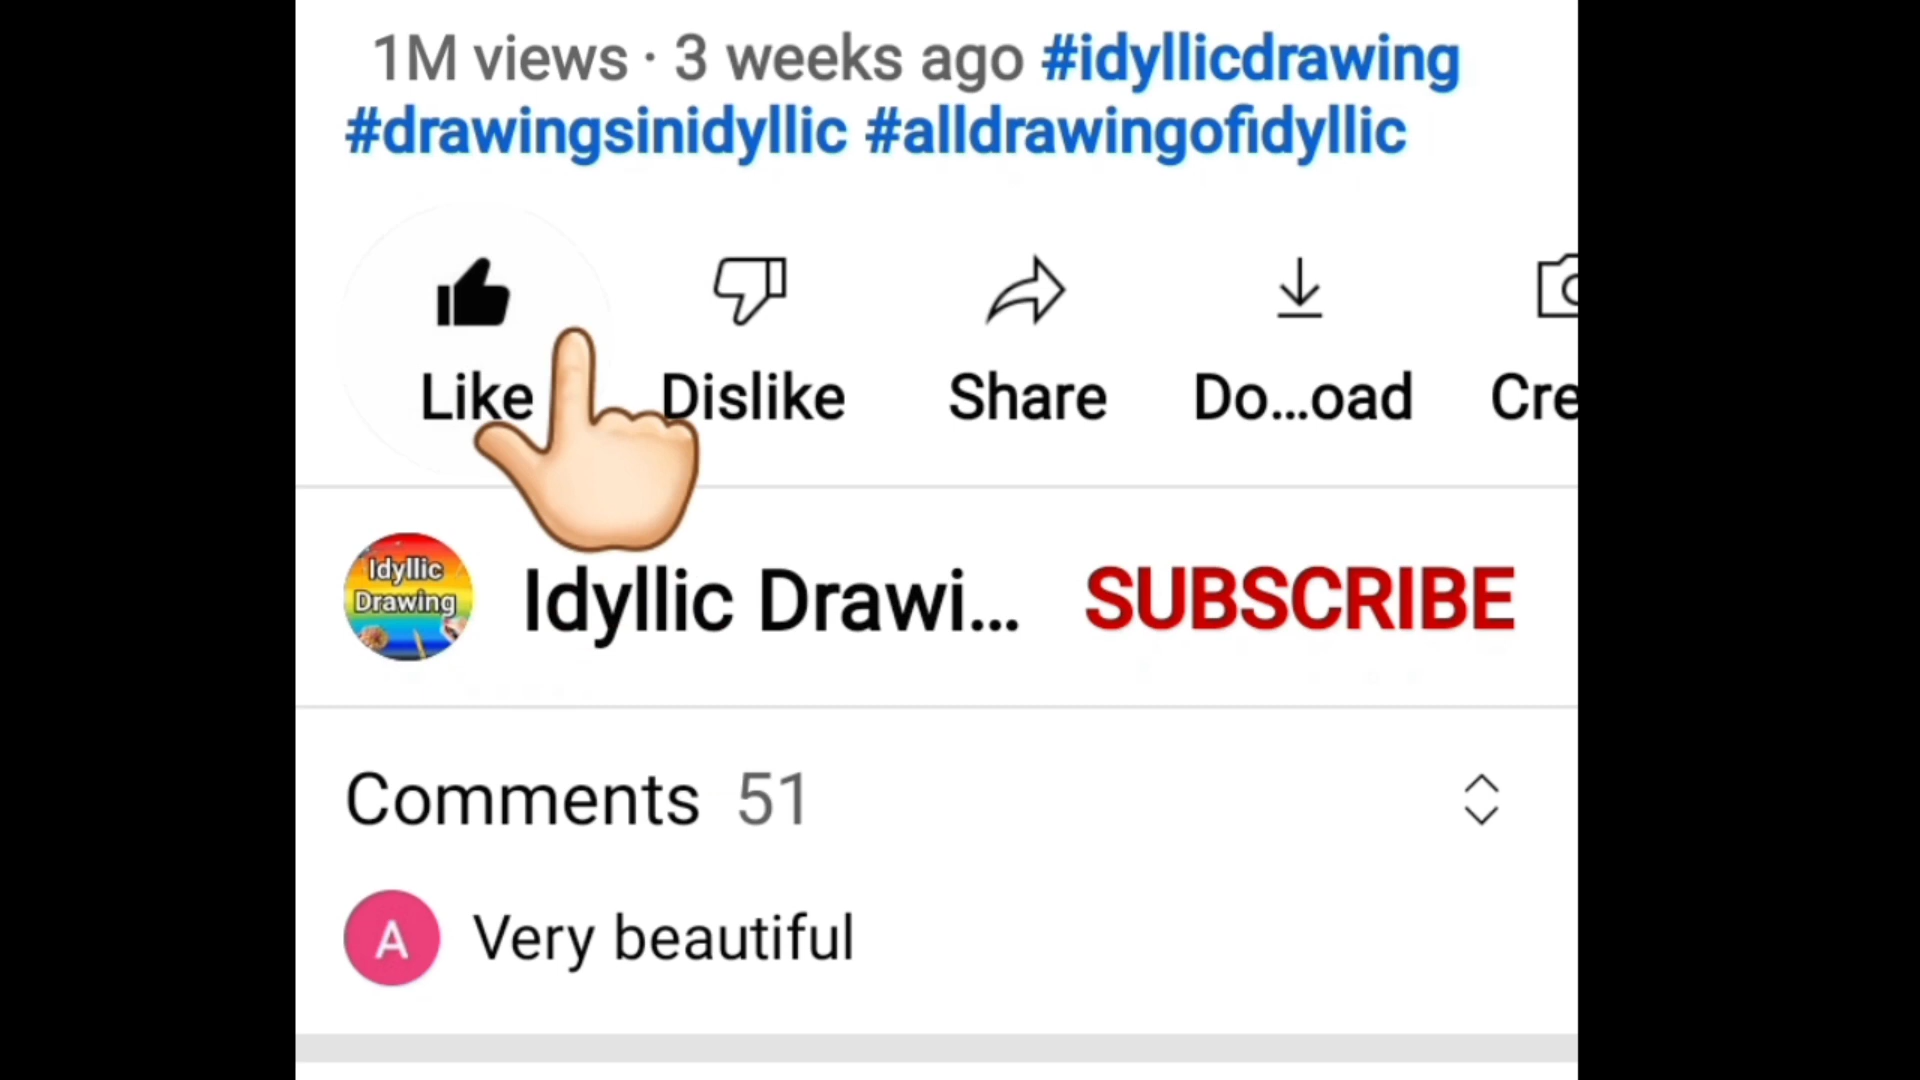 1M views · 3 weeks ago #idyllicdrawing
#drawingsinidyllic #alldrawingofidyllic
Like Dislike Share Do...oad Cre
Idyllic
Drawing
Idyllic Drawi... SUBSCRIBE
Comments 51
A Very beautiful